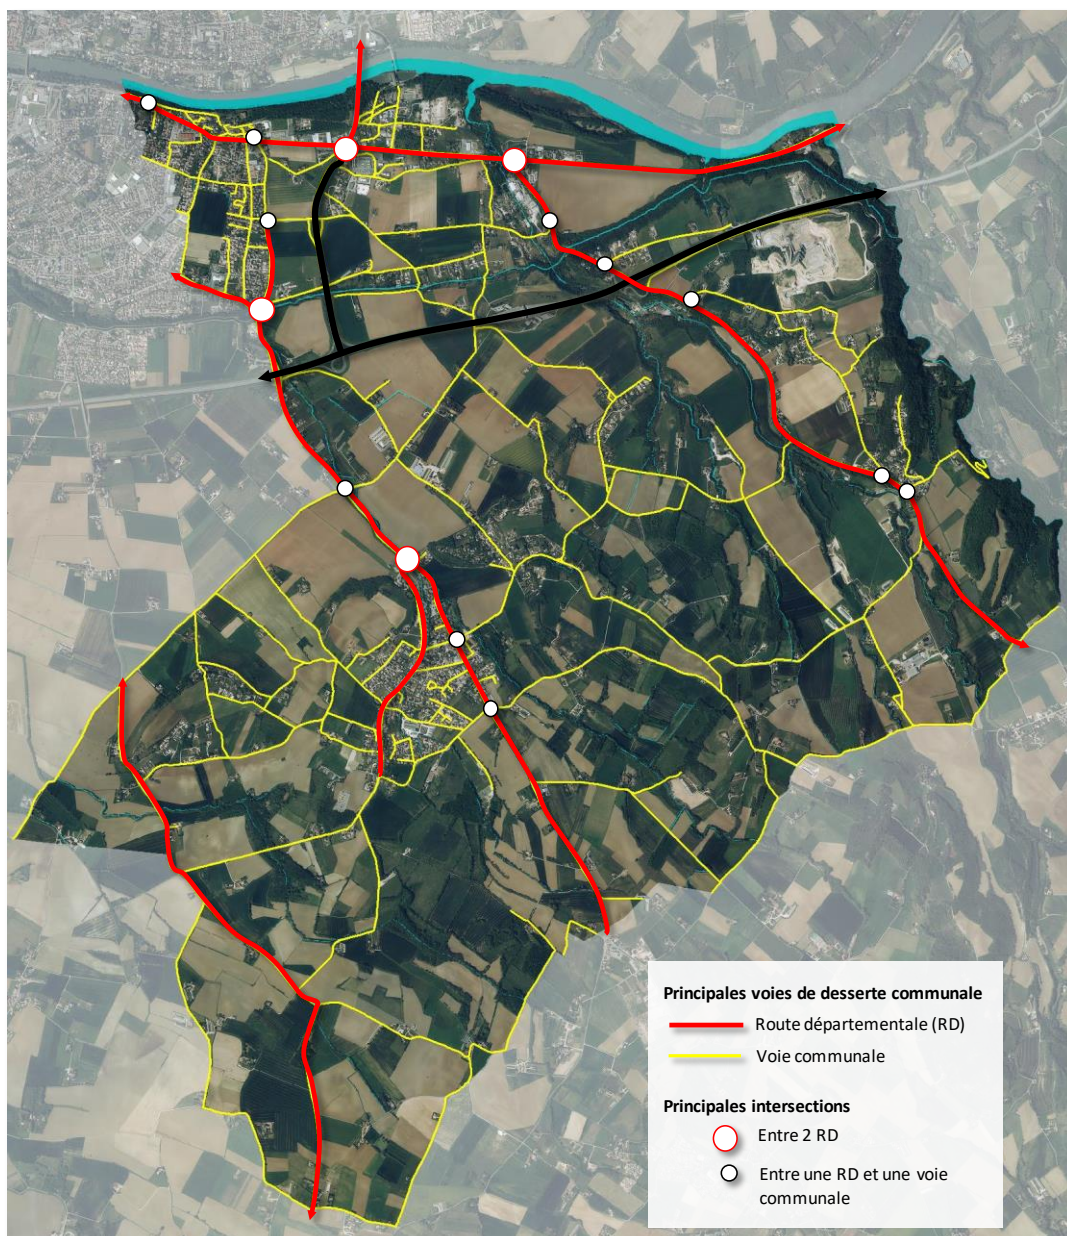 Principales voies de desserte communale
Route départementale (RD)
Voie communale
Principales intersections
Entre 2 RD
Entre une RD et une voie
communale